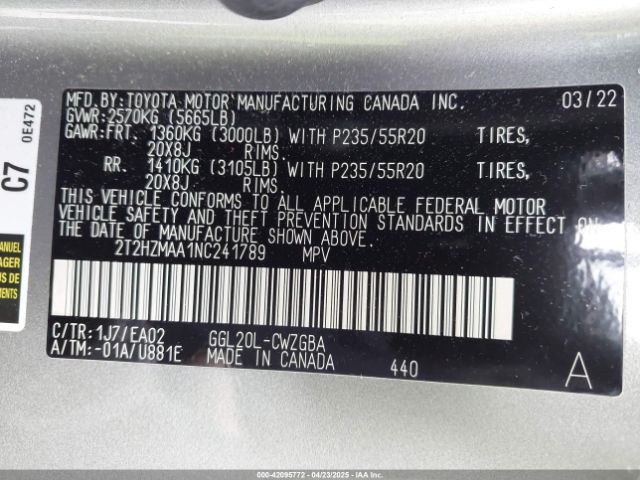 MFD.BY:TOYOTA MOTOR MANUFACTURING CANADA INC. 03/22
GVWR:2570KG (5665LB)
GAWR:FRT. 1360KG (3000LB) WITH P235/55R20 TIRES,
20X8J RIMS.
RR. 1410KG (3105LB) WITH P235/55R20 TIRES,
20X8J RIMS.
THIS VEHICLE CONFORMS TO ALL APPLICABLE FEDERAL MOTOR
VEHICLE SAFETY AND THEFT PREVENTION STANDARDS IN EFFECT ON
THE DATE OF MANUFACTURE SHOWN ABOVE.
2T2HZMAA1NC241789 MPV
C/TR:1J7/EA02 GGL20L-CWZGBA
A/TM:-01A/U881E MADE IN CANADA 440 A
C7
0E472
MANUEL
000-42095772 - 04/23/2025 - IAAI.COM